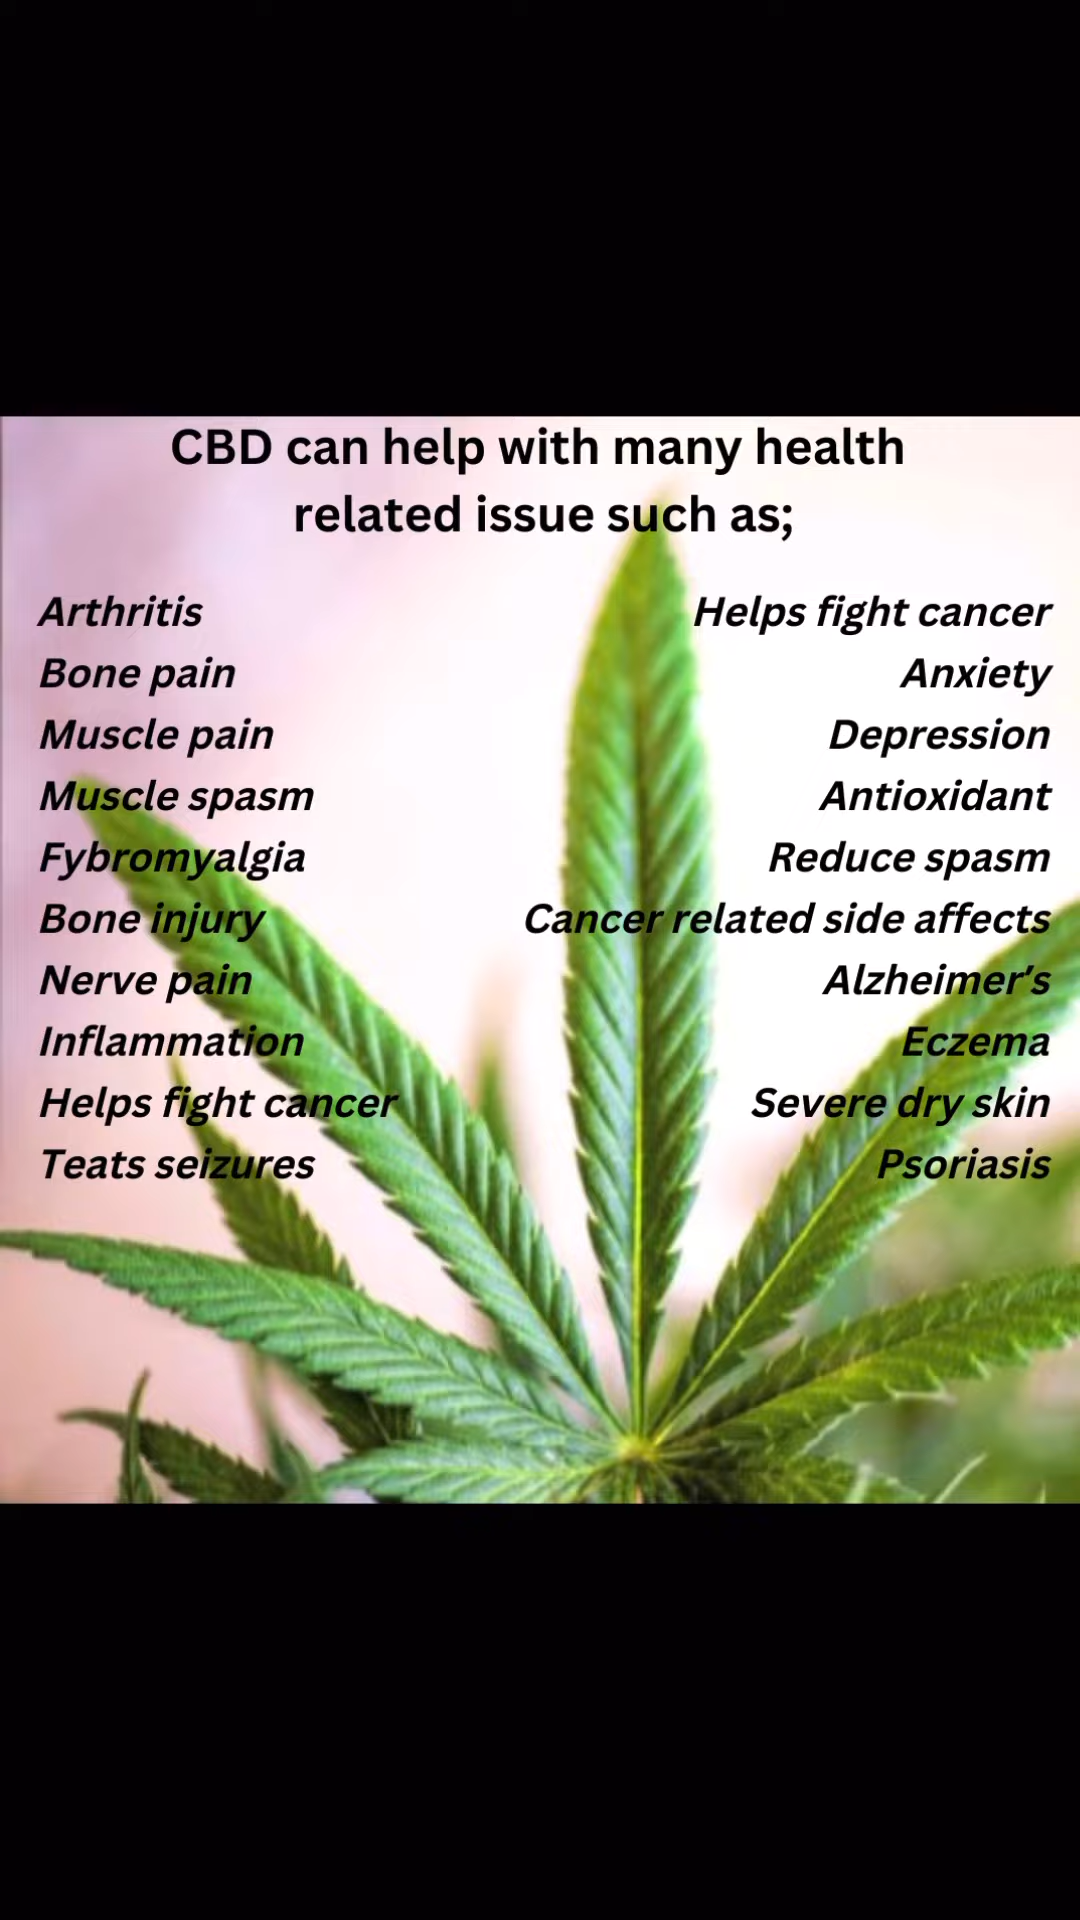 CBD can help with many health
related issue such as;
Arthritis
Bone pain
Muscle pain
Muscle spasm
Fybromyalgia
Bone injury
Nerve pain
Inflammation
Helps fight cancer
Teats seizures
Helps fight cancer
Anxiety
Depression
Antioxidant
Reduce spasm
Cancer related side affects
Alzheimer's
Eczema
Severe dry skin
Psoriasis